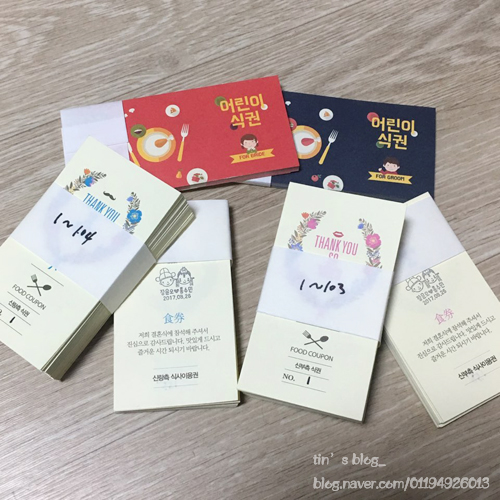 어린이
식권
FOR BRIDE
어린이
식권
FOR GROOM
THANK YOU
1~104
FOOD COUPON
신랑측 식권
1
2017.09.25
食券
저희 결혼식에 참석해 주셔서
진심으로 감사드립니다. 맛있게 드시고
즐거운 시간 되시기 바랍니다.
신랑측 식사이용권
THANK YOU
SO
1~103
FOOD COUPON
신부측 식권
NO. 1
2017.09.25
食券
저희 결혼식에 참석해 주셔서
진심으로 감사드립니다. 맛있게 드시고
즐거운 시간 되시기 바랍니다.
신부측 식사이용권
tin's blog_
blog.naver.com/01194926013